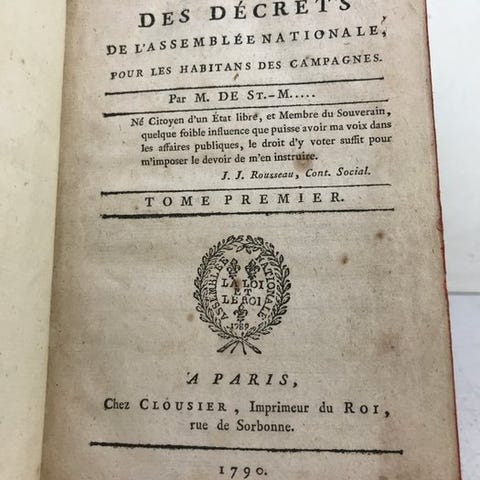 DES DÉCRETS
DE L'ASSEMBLÉE NATIONALE,
POUR LES HABITANS DES CAMPAGNES.
Par M. DE St.-M.....
Né Citoyen d'un État libre, et Membre du Souverain,
quelque foible influence que puisse avoir ma voix dans
les affaires publiques, le droit d'y voter suffit pour
m'imposer le devoir de m'en instruire.
J. J. Rousseau, Cont. Social.
TOME PREMIER.
ASSEMBLÉE NATIONALE
LA LOI
ET
LE ROI
1789.
A PARIS,
Chez CLOUSIER, Imprimeur du ROI,
rue de Sorbonne.
1790.